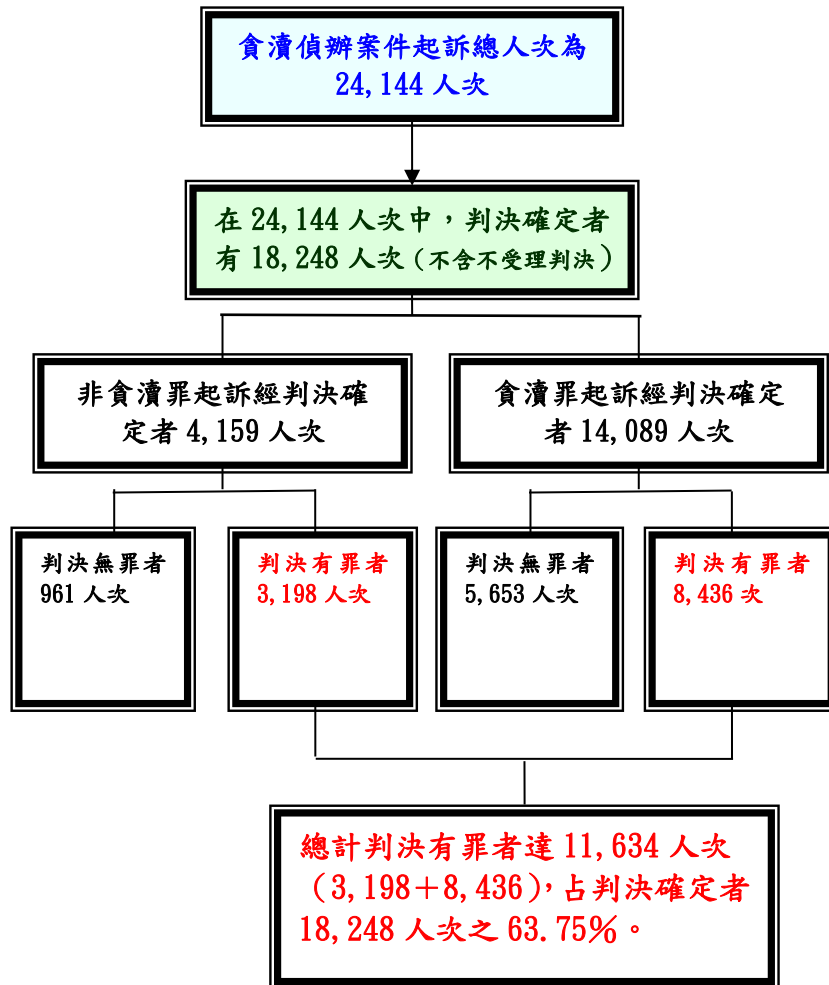 貪瀆偵辦案件起訴總人次為
24,144 人次
在 24,144 人次中，判決確定者
有 18,248 人次（不含不受理判決）
非貪瀆罪起訴經判決確
定者 4,159 人次
貪瀆罪起訴經判決確定
者 14,089 人次
判決無罪者
961 人次
判決有罪者
3,198 人次
判決無罪者
5,653 人次
判決有罪者
8,436 次
總計判決有罪者達 11,634 人次
（3,198＋8,436），占判決確定者
18,248 人次之 63.75％。